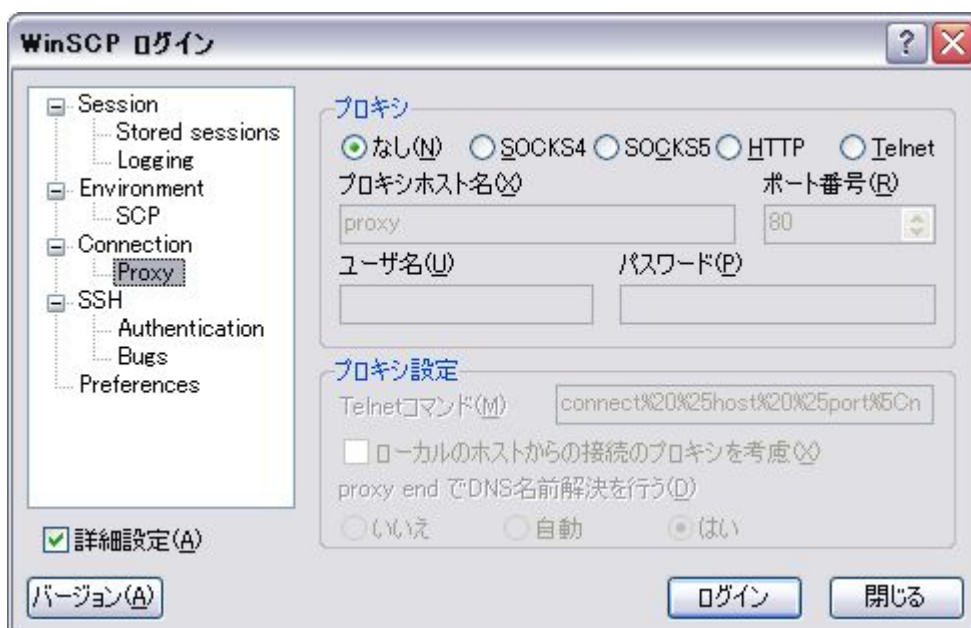 WinSCP ログイン
Session
Stored sessions
Logging
Environment
SCP
Connection
Proxy
SSH
Authentication
Bugs
Preferences
詳細設定(A)
バージョン(A)
プロキシ
なし(N) SOCKS4 SOCKS5 HTTP Telnet
プロキシホスト名(X) ポート番号(R)
proxy 80
ユーザ名(U) パスワード(P)
プロキシ設定
Telnetコマンド(M) connect%20%25host%20%25port%5Cn
ローカルのホストからの接続のプロキシを考慮(X)
proxy end でDNS名前解決を行う(D)
いいえ 自動 はい
ログイン 閉じる